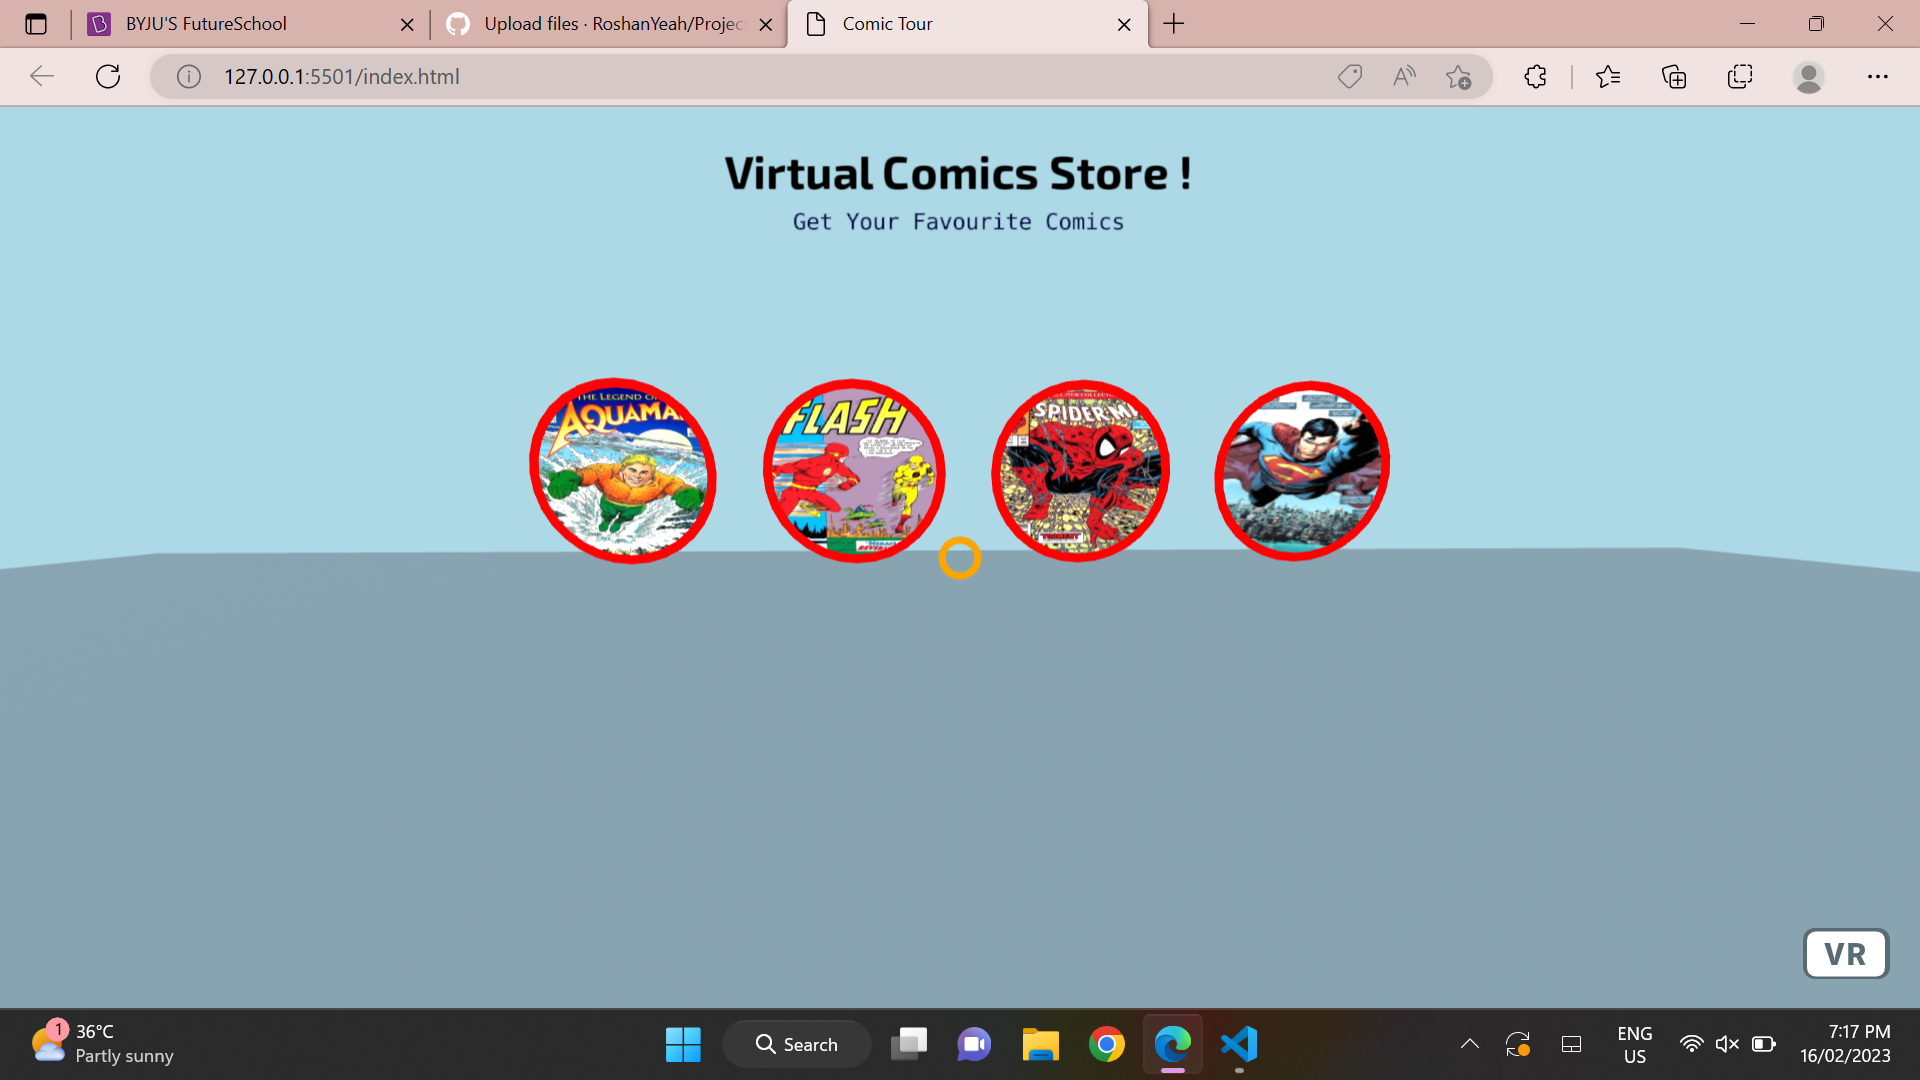 BYJU'S FutureSchool
Upload files · RoshanYeah/Projec
Comic Tour
127.0.0.1:5501/index.html
Virtual Comics Store !
Get Your Favourite Comics
THE LEGEND O
AQUAMA
FLASH
SPIDER-M
TORMENT
VR
1
36°C
Partly sunny
Search
ENG
US
7:17 PM
16/02/2023